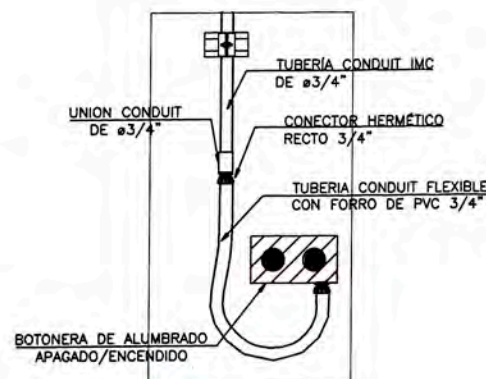 TUBERÍA CONDUIT IMC
DE ø3/4"
UNION CONDUIT
DE ø3/4"
CONECTOR HERMÉTICO
RECTO 3/4"
TUBERIA CONDUIT FLEXIBLE
CON FORRO DE PVC 3/4"
BOTONERA DE ALUMBRADO
APAGADO/ENCENDIDO